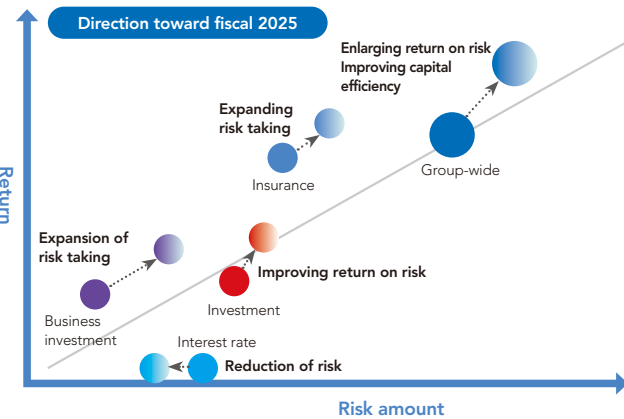 Direction toward fiscal 2025
Enlarging return on risk
Improving capital
efficiency
Expanding
risk taking
Insurance
Group-wide
Return
Expansion of
risk taking
Improving return on risk
Investment
Business
investment
Interest rate
Reduction of risk
Risk amount